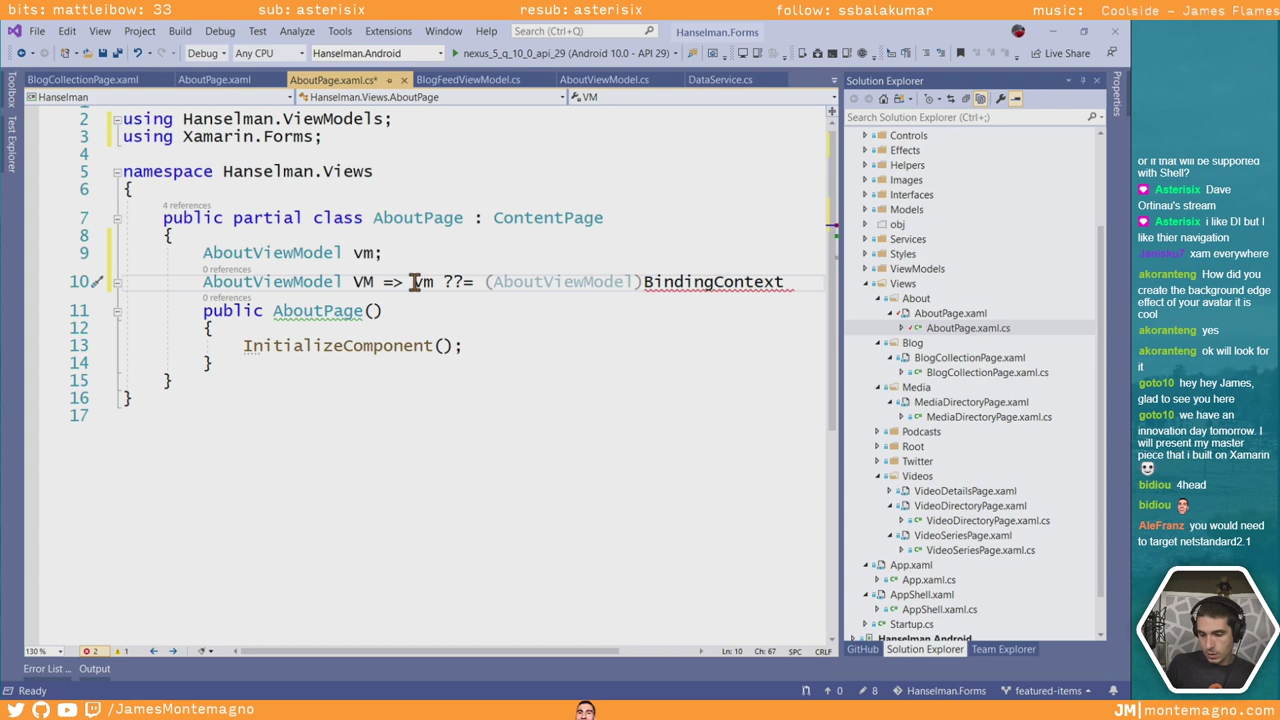 bits: mattleibow: 33
sub: asterisix
resub: asterisix
follow: ssbalakumar
music: Coolside - James Flames
File Edit View Project Build Debug Test Analyze Tools Extensions Window Help Search (Ctrl+Q) Hanselman.Forms
Debug Any CPU Hanselman.Android nexus_5_q_10_0_api_29 (Android 10.0 - API 29) Live Share
Toolbox
Test Explorer
BlogCollectionPage.xaml AboutPage.xaml AboutPage.xaml.cs* BlogFeedViewModel.cs AboutViewModel.cs DataService.cs
Hanselman Hanselman.Views.AboutPage VM
2 using Hanselman.ViewModels;
3 using Xamarin.Forms;
4
5 namespace Hanselman.Views
6 {
4 references
7 public partial class AboutPage : ContentPage
8 {
9 AboutViewModel vm;
0 references
10 AboutViewModel VM => vm ??= (AboutViewModel)BindingContext
0 references
11 public AboutPage()
12 {
13 InitializeComponent();
14 }
15 }
16 }
17
130 % 2 1 Ln: 10 Ch: 67 SPC CRLF
Error List ... Output
Ready 0 8 Hanselman.Forms featured-items
Solution Explorer
Search Solution Explorer (Ctrl+;)
Controls
Effects
Helpers
Images
Interfaces
Models
obj
Services
Styles
ViewModels
Views
About
AboutPage.xaml
AboutPage.xaml.cs
Blog
BlogCollectionPage.xaml
BlogCollectionPage.xaml.cs
Media
MediaDirectoryPage.xaml
MediaDirectoryPage.xaml.cs
Podcasts
Root
Twitter
Videos
VideoDetailsPage.xaml
VideoDirectoryPage.xaml
VideoDirectoryPage.xaml.cs
VideoSeriesPage.xaml
VideoSeriesPage.xaml.cs
App.xaml
App.xaml.cs
AppShell.xaml
AppShell.xaml.cs
Startup.cs
Hanselman.Android
GitHub Solution Explorer Team Explorer
Properties
or if that will be supported
with Shell?
Asterisix Dave
Ortinau's stream
Asterisix i like DI but I
like thier navigation
Janisku7 xam everywhere
akoranteng How did you
create the background edge
effect of your avatar it is
cool
akoranteng yes
akoranteng ok will look for
it
goto10 hey hey James,
glad to see you here
goto10 we have an
innovation day tomorrow. I
will present my master
piece that i built on Xamarin
bidiou 4head
bidiou
AleFranz you would need
to target netstandard2.1
/JamesMontemagno
JM montemagno.com